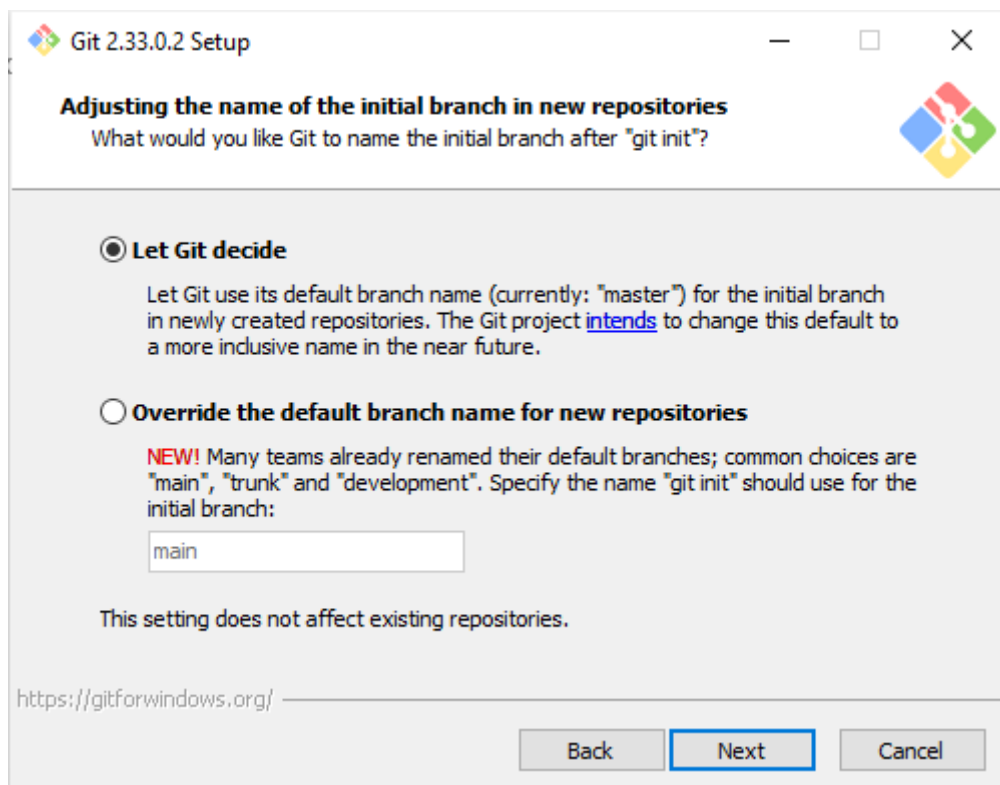 Git 2.33.0.2 Setup
Adjusting the name of the initial branch in new repositories
What would you like Git to name the initial branch after "git init"?
Let Git decide
Let Git use its default branch name (currently: "master") for the initial branch
in newly created repositories. The Git project intends to change this default to
a more inclusive name in the near future.
Override the default branch name for new repositories
NEW! Many teams already renamed their default branches; common choices are
"main", "trunk" and "development". Specify the name "git init" should use for the
initial branch:
main
This setting does not affect existing repositories.
https://gitforwindows.org/
Back Next Cancel